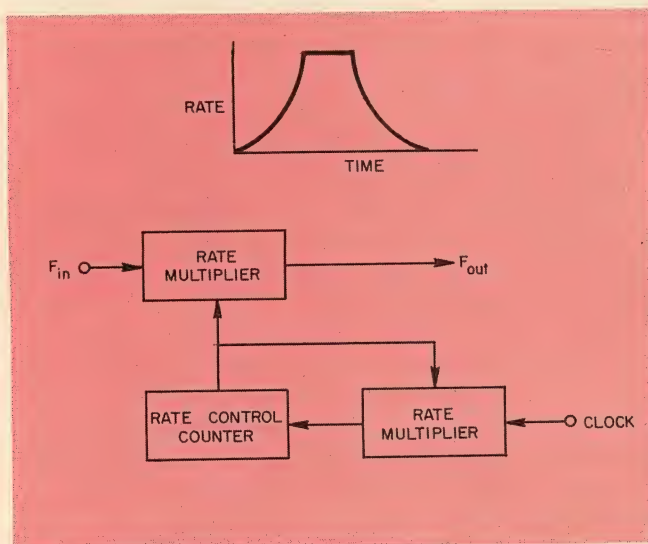 RATE
TIME
F_in
RATE
MULTIPLIER
F_out
RATE CONTROL
COUNTER
RATE
MULTIPLIER
CLOCK